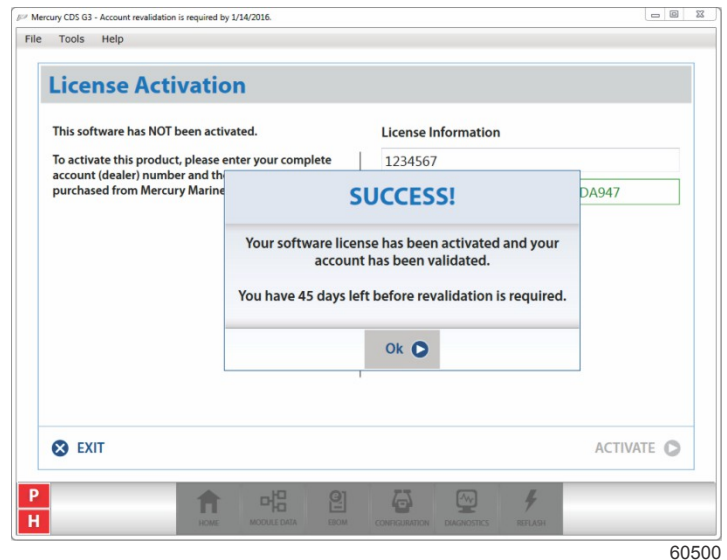 Mercury CDS G3 - Account revalidation is required by 1/14/2016.
File Tools Help
License Activation
This software has NOT been activated.
To activate this product, please enter your complete
account (dealer) number and the
purchased from Mercury Marine
License Information
1234567
DA947
SUCCESS!
Your software license has been activated and your
account has been validated.
You have 45 days left before revalidation is required.
Ok
EXIT
ACTIVATE
P
H
HOME MODULE DATA EBOM CONFIGURATION DIAGNOSTICS REFLASH
60500